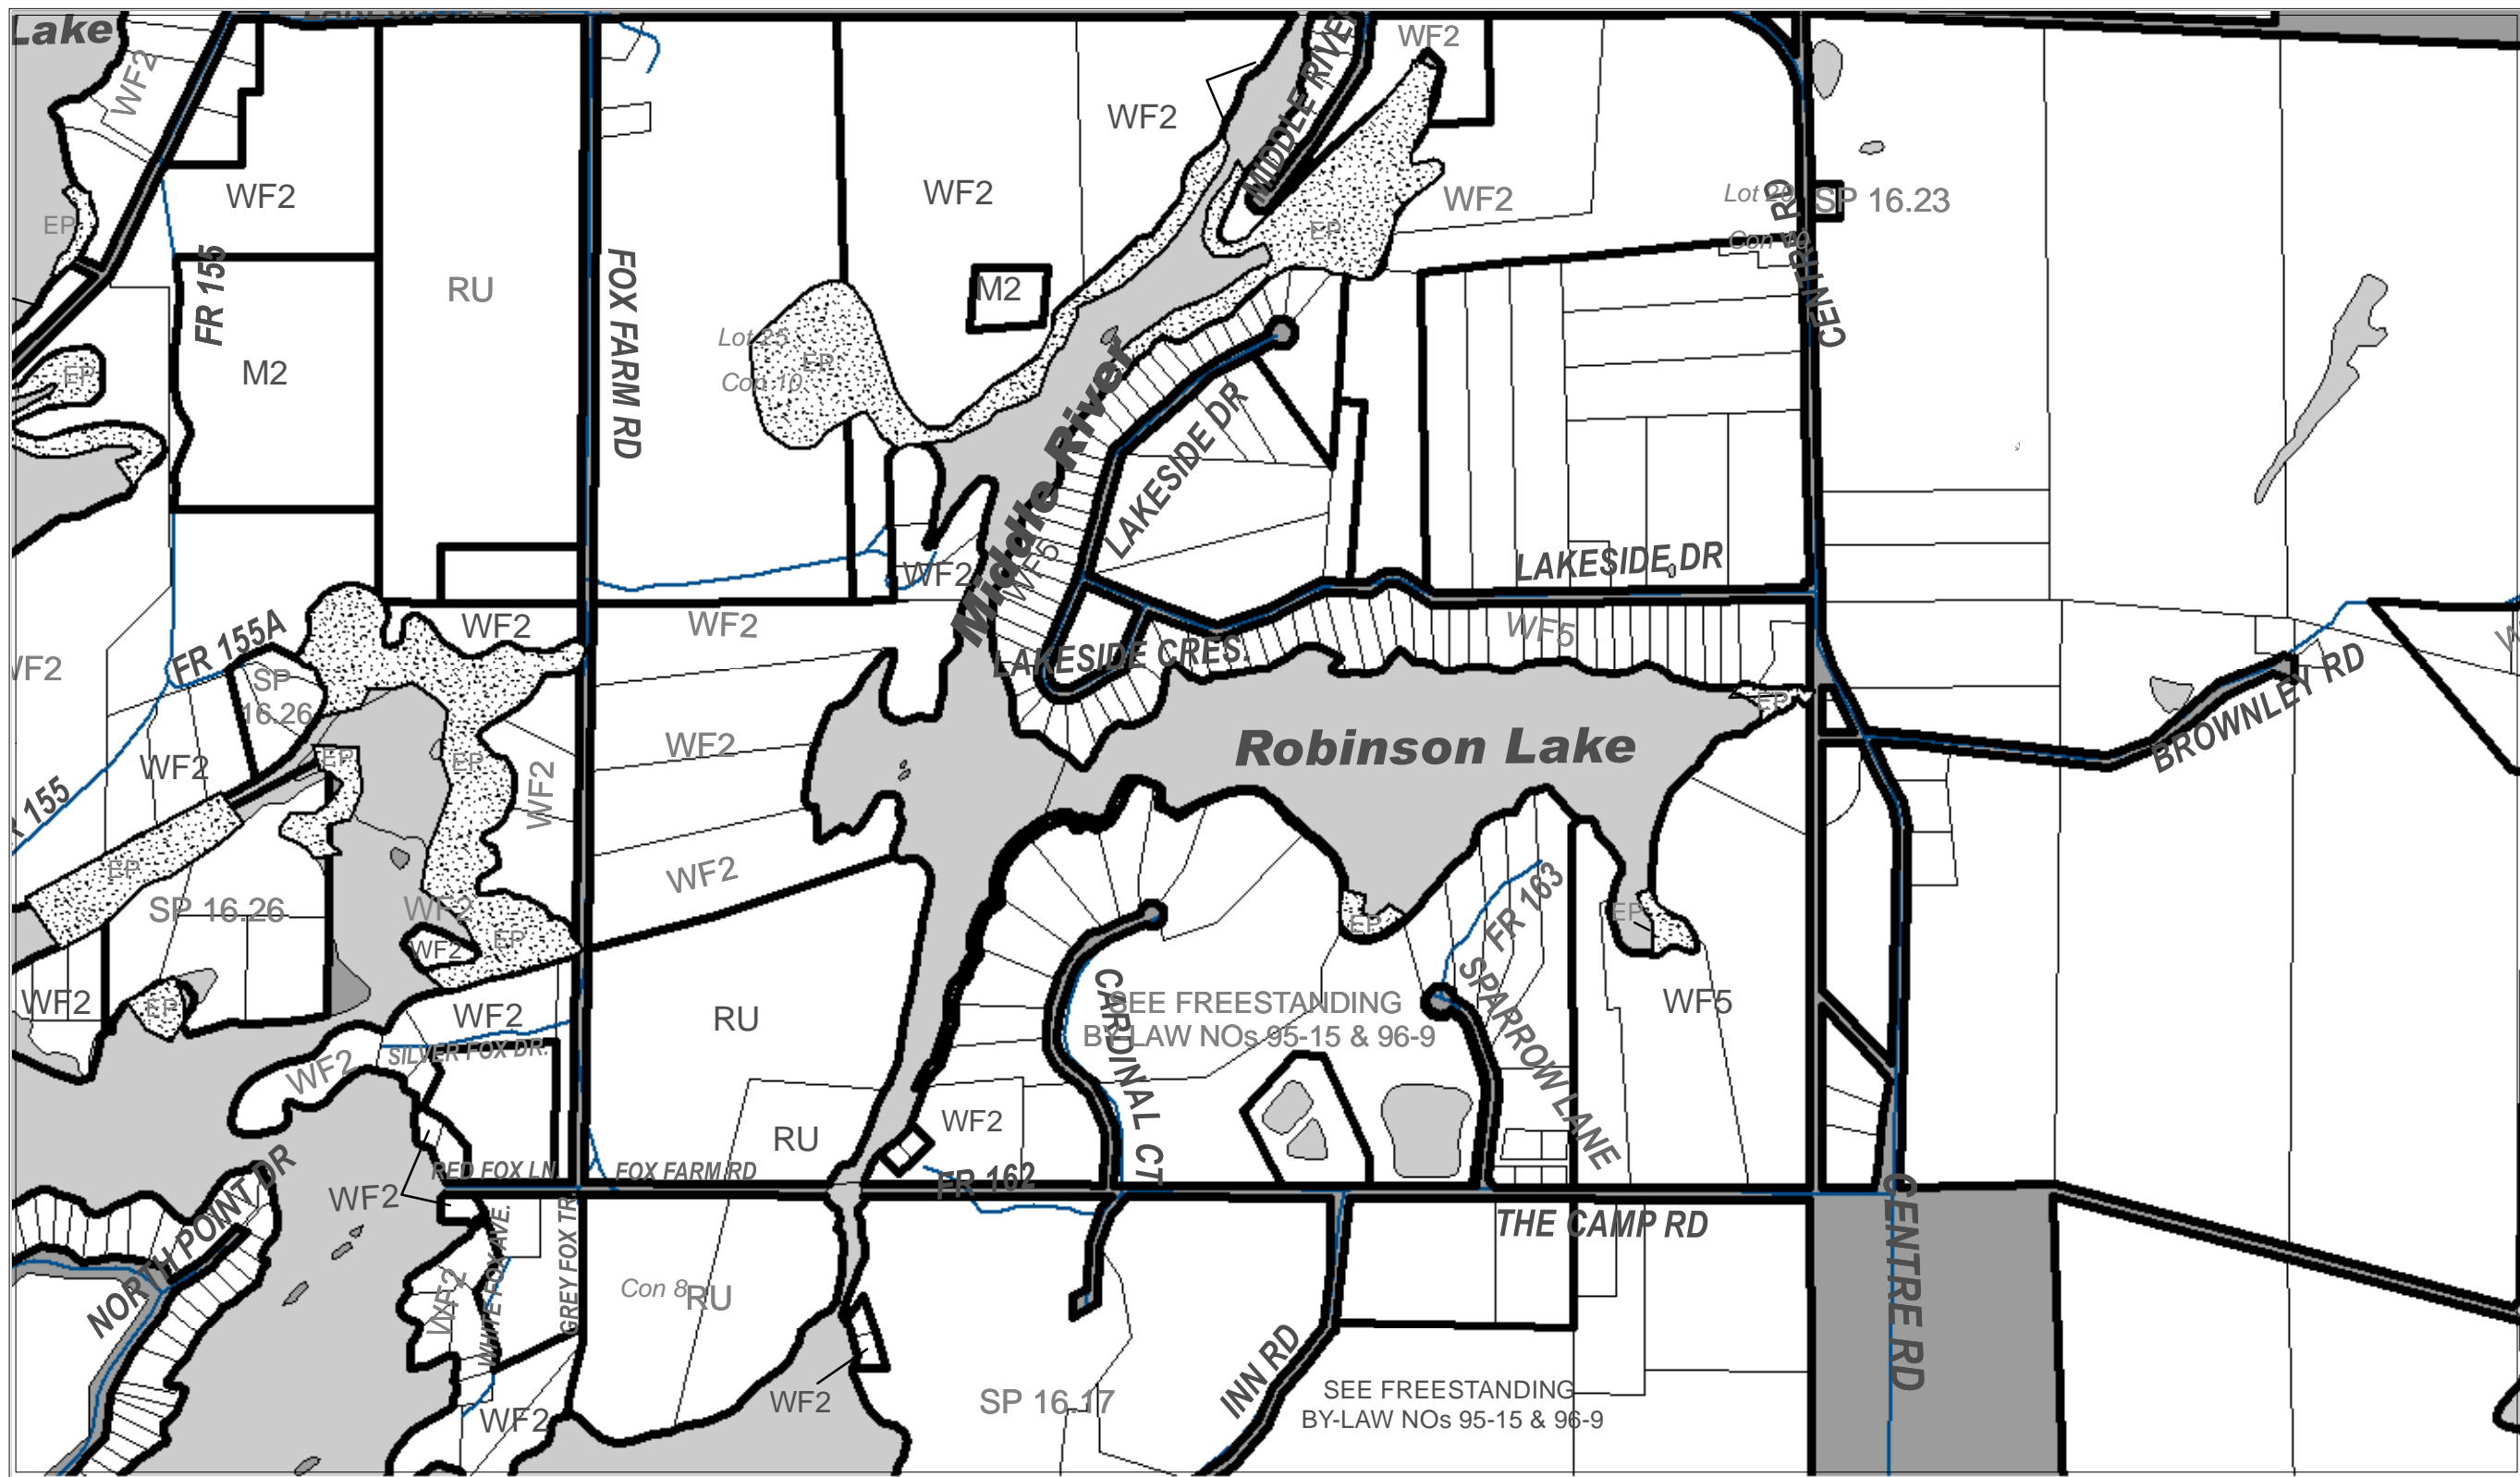 LAKESHORE RD
Lake
WF2
WF2
WF2
MIDDLE RIVER
WF2
WF2
EP
WF2
Lot 20
SP 16.23
Con 10
CENTRE RD
EP
FR 155
RU
FOX FARM RD
WF2
M2
EP
M2
Lot 25
EP
Con 10
Middle River
LAKESIDE DR
WF2
WF5
LAKESIDE DR
WF2
WF2
WF5
WF2
FR 155A
SP
16.26
LAKESIDE CRES.
EP
BROWNLEY RD
WF2
EP
EP
WF2
WF2
Robinson Lake
155
EP
WF2
SP 16.26
WF2
WF2
EP
EP
FR 163
EP
WF2
EP
WF2
RU
CARDINAL CT
SEE FREESTANDING
BY-LAW NOs 95-15 & 96-9
SPARROW LANE
WF5
SILVER FOX DR.
WF2
RU
WF2
RED FOX LN
FOX FARM RD
FR 162
NORTH POINT DR
WF2
WHITE FOX AVE.
GREY FOX TR.
THE CAMP RD
CENTRE RD
WF2
Con 8
RU
INN RD
WF2
WF2
SP 16.17
SEE FREESTANDING
BY-LAW NOs 95-15 & 96-9